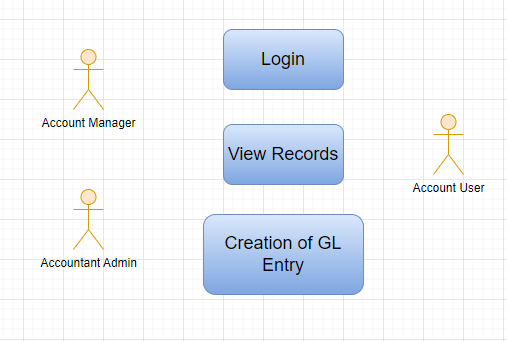 Login
Account Manager
View Records
Account User
Creation of GL
Entry
Accountant Admin